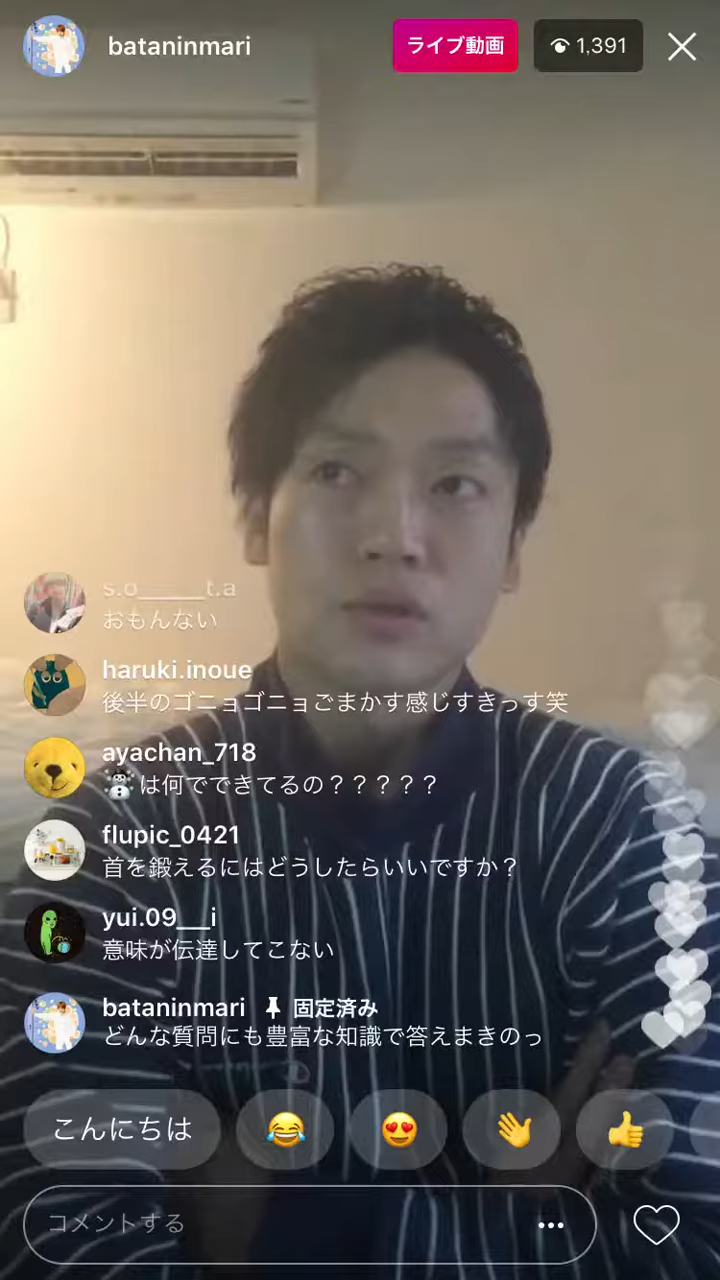 bataninmari
ライブ動画
1,391
s.o_____t.a
おもんない
haruki.inoue
後半のゴニョゴニョごまかす感じすきっす笑
ayachan_718
☃️は何でできてるの？？？？？
flupic_0421
首を鍛えるにはどうしたらいいですか？
yui.09___i
意味が伝達してこない
bataninmari 固定済み
どんな質問にも豊富な知識で答えまきのっ
こんにちは 😂 😍 👋 👍
コメントする